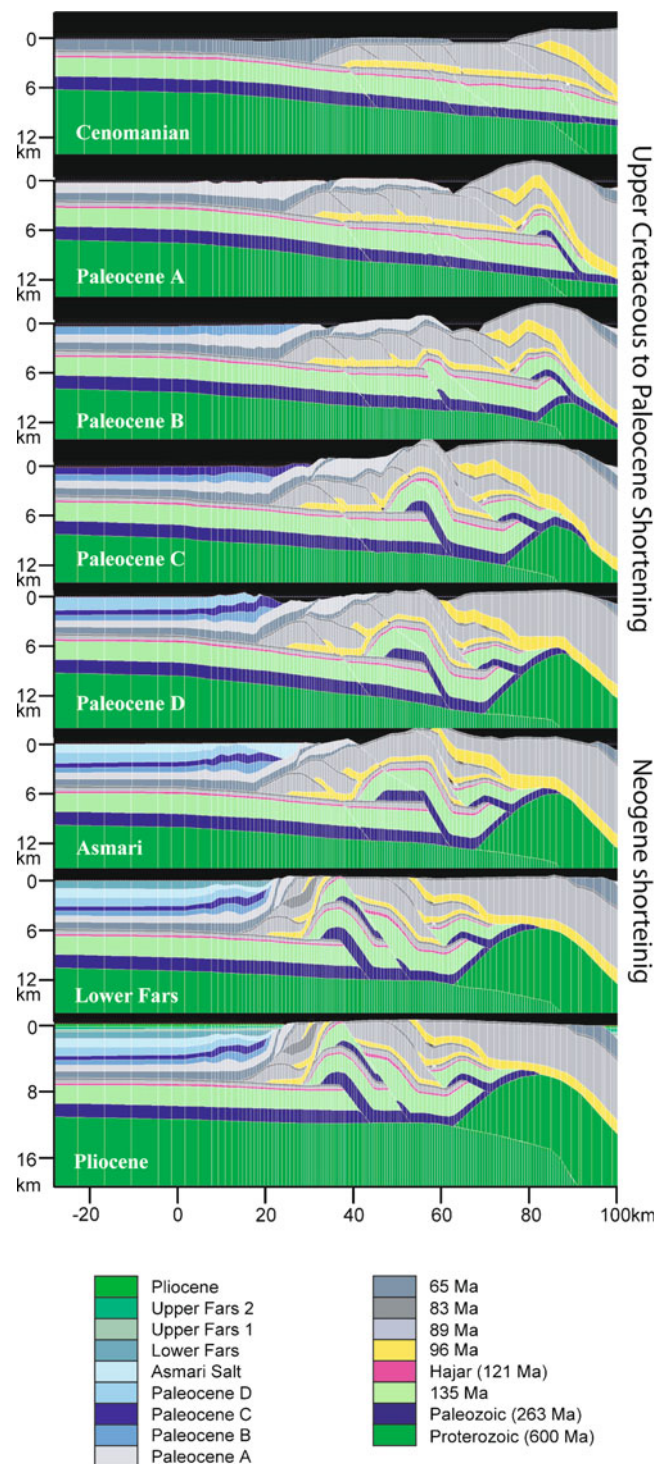 0
6
12
km
Cenomanian
0
6
12
km
Paleocene A
0
6
12
km
Paleocene B
0
6
12
km
Paleocene C
Upper Cretaceous to Paleocene Shortening
0
6
12
km
Paleocene D
0
6
12
km
Asmari
0
6
12
km
Lower Fars
0
8
16
km
Pliocene
Neogene shorteinig
-20 0 20 40 60 80 100km
Pliocene
Upper Fars 2
Upper Fars 1
Lower Fars
Asmari Salt
Paleocene D
Paleocene C
Paleocene B
Paleocene A
65 Ma
83 Ma
89 Ma
96 Ma
Hajar (121 Ma)
135 Ma
Paleozoic (263 Ma)
Proterozoic (600 Ma)